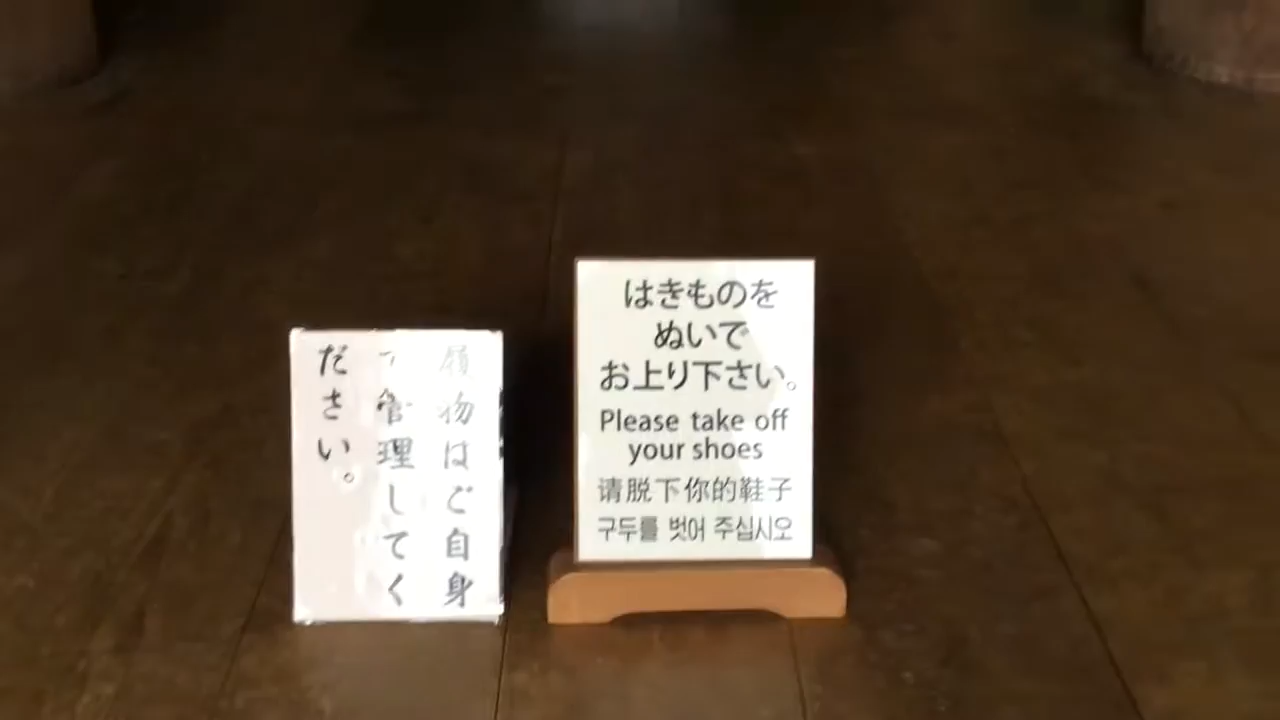 はきものを
ぬいで
お上り下さい。
Please take off
your shoes
请脱下你的鞋子
구두를 벗어 주십시오
履物はご自身
で管理してく
ださい。